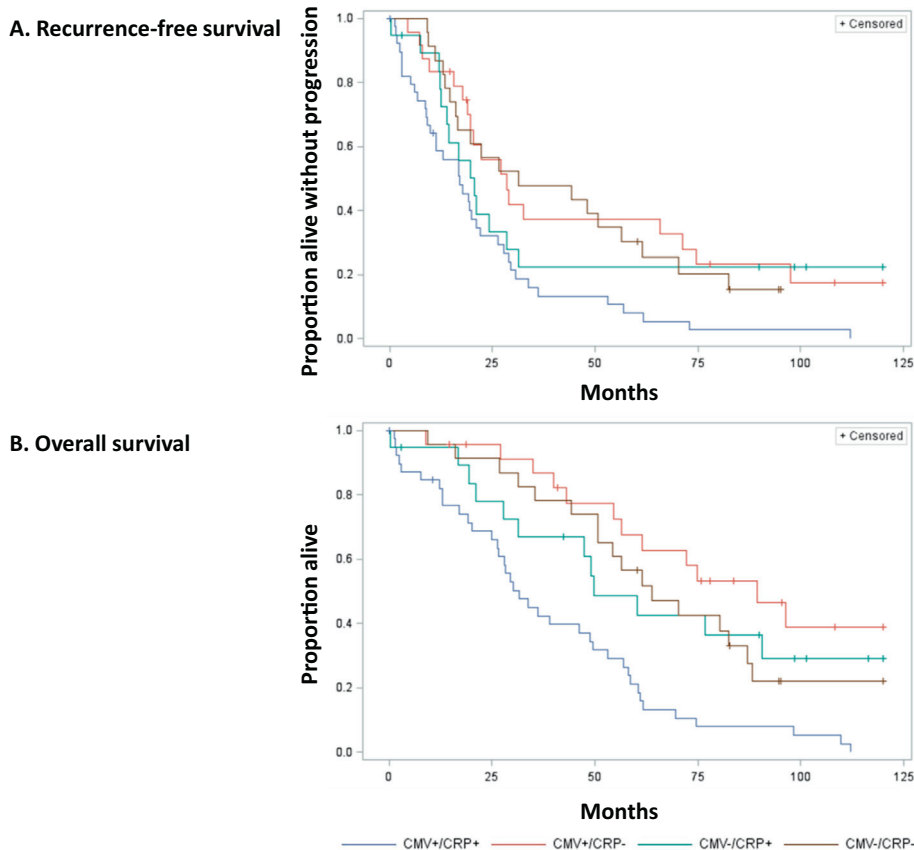 A. Recurrence-free survival
Proportion alive without progression
1.0
0.8
0.6
0.4
0.2
0.0
+ Censored
0 25 50 75 100 125
Months
B. Overall survival
Proportion alive
1.0
0.8
0.6
0.4
0.2
0.0
+ Censored
0 25 50 75 100 125
Months
CMV+/CRP+ CMV+/CRP- CMV-/CRP+ CMV-/CRP-